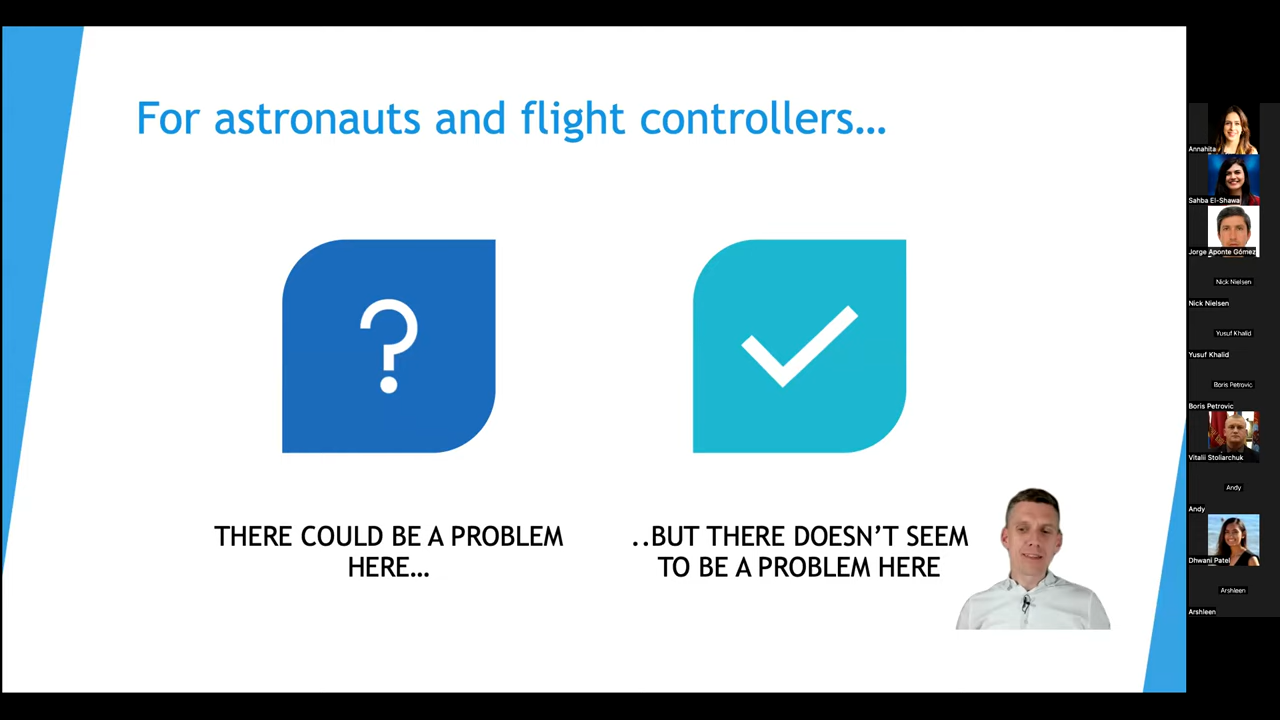 For astronauts and flight controllers…
?
THERE COULD BE A PROBLEM
HERE…
..BUT THERE DOESN’T SEEM
TO BE A PROBLEM HERE
Annahita
Sahba El-Shawa
Jorge Aponte Gómez
Nick Nielsen
Nick Nielsen
Yusuf Khalid
Yusuf Khalid
Boris Petrovic
Boris Petrovic
Vitalii Stoliarchuk
Andy
Andy
Dhwani Patel
Arshleen
Arshleen